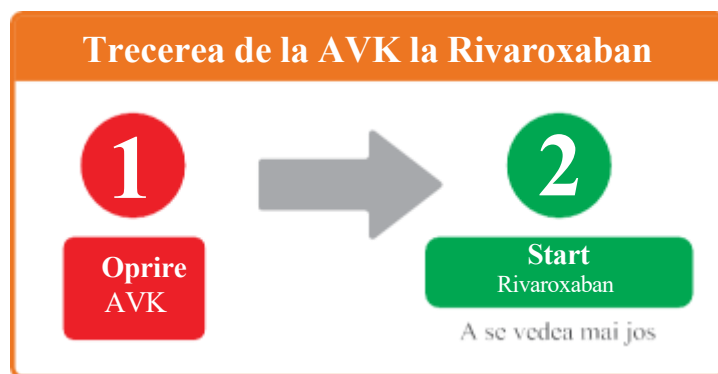 Trecerea de la AVK la Rivaroxaban
1
2
Oprire
AVK
Start
Rivaroxaban
A se vedea mai jos